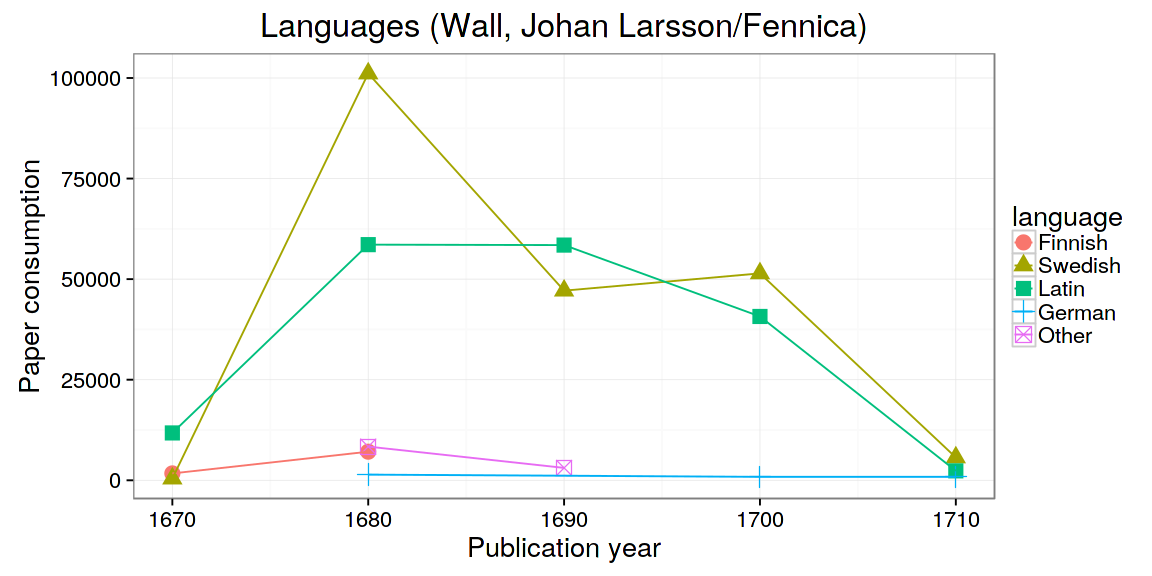 Languages (Wall, Johan Larsson/Fennica)
Paper consumption
100000
75000
50000
25000
0
1670 1680 1690 1700 1710
Publication year
language
Finnish
Swedish
Latin
German
Other